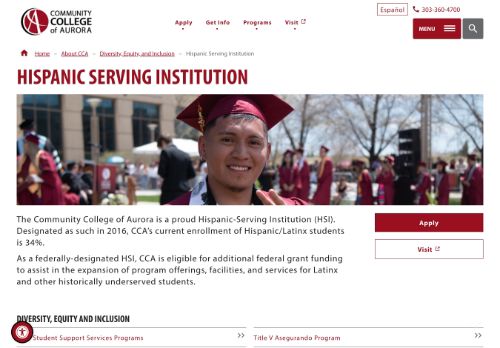 COMMUNITY
COLLEGE
of AURORA
Español
303-360-4700
Apply
Get Info
Programs
Visit
MENU
Home – About CCA – Diversity, Equity, and Inclusion – Hispanic Serving Institution
HISPANIC SERVING INSTITUTION
The Community College of Aurora is a proud Hispanic-Serving Institution (HSI).
Designated as such in 2016, CCA's current enrollment of Hispanic/Latinx students
is 34%.
As a federally-designated HSI, CCA is eligible for additional federal grant funding
to assist in the expansion of program offerings, facilities, and services for Latinx
and other historically underserved students.
Apply
Visit
DIVERSITY, EQUITY AND INCLUSION
Student Support Services Programs >>
Title V Asegurando Program >>